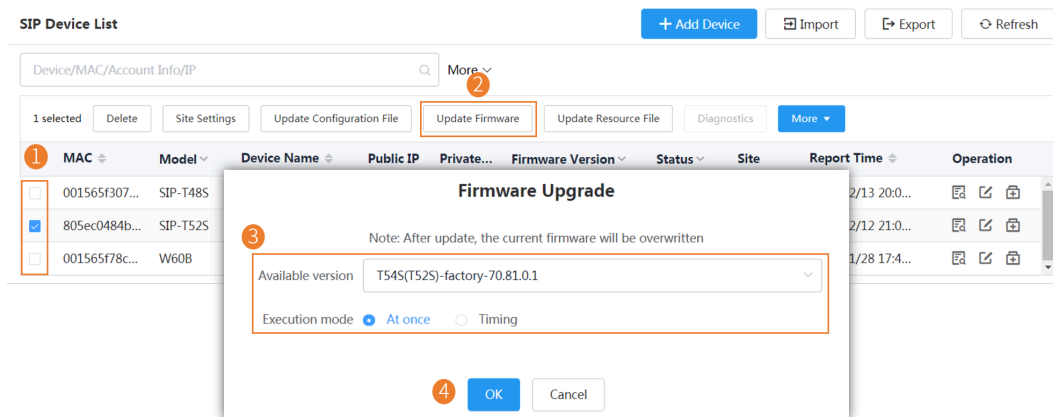 SIP Device List
+ Add Device
Import
Export
Refresh
Device/MAC/Account Info/IP
More
2
1 selected
Delete
Site Settings
Update Configuration File
Update Firmware
Update Resource File
Diagnostics
More
1
MAC
Model
Device Name
Public IP
Private...
Firmware Version
Status
Site
Report Time
Operation
001565f307...
SIP-T48S
2/13 20:0...
805ec0484b...
SIP-T52S
2/12 21:0...
001565f78c...
W60B
1/28 17:4...
Firmware Upgrade
Note: After update, the current firmware will be overwritten
3
Available version
T54S(T52S)-factory-70.81.0.1
Execution mode
At once
Timing
4
OK
Cancel